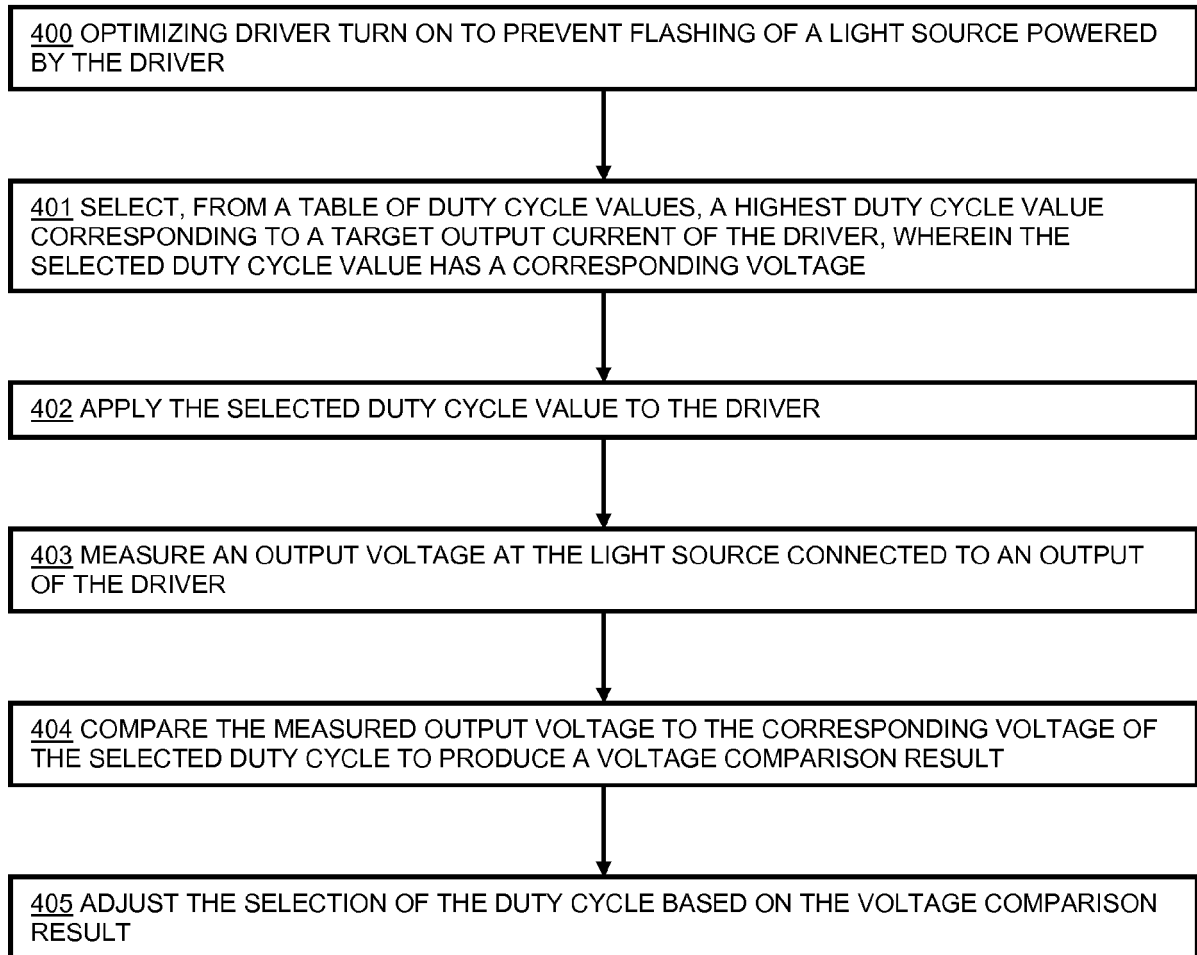 400 OPTIMIZING DRIVER TURN ON TO PREVENT FLASHING OF A LIGHT SOURCE POWERED
BY THE DRIVER
401 SELECT, FROM A TABLE OF DUTY CYCLE VALUES, A HIGHEST DUTY CYCLE VALUE
CORRESPONDING TO A TARGET OUTPUT CURRENT OF THE DRIVER, WHEREIN THE
SELECTED DUTY CYCLE VALUE HAS A CORRESPONDING VOLTAGE
402 APPLY THE SELECTED DUTY CYCLE VALUE TO THE DRIVER
403 MEASURE AN OUTPUT VOLTAGE AT THE LIGHT SOURCE CONNECTED TO AN OUTPUT
OF THE DRIVER
404 COMPARE THE MEASURED OUTPUT VOLTAGE TO THE CORRESPONDING VOLTAGE OF
THE SELECTED DUTY CYCLE TO PRODUCE A VOLTAGE COMPARISON RESULT
405 ADJUST THE SELECTION OF THE DUTY CYCLE BASED ON THE VOLTAGE COMPARISON
RESULT